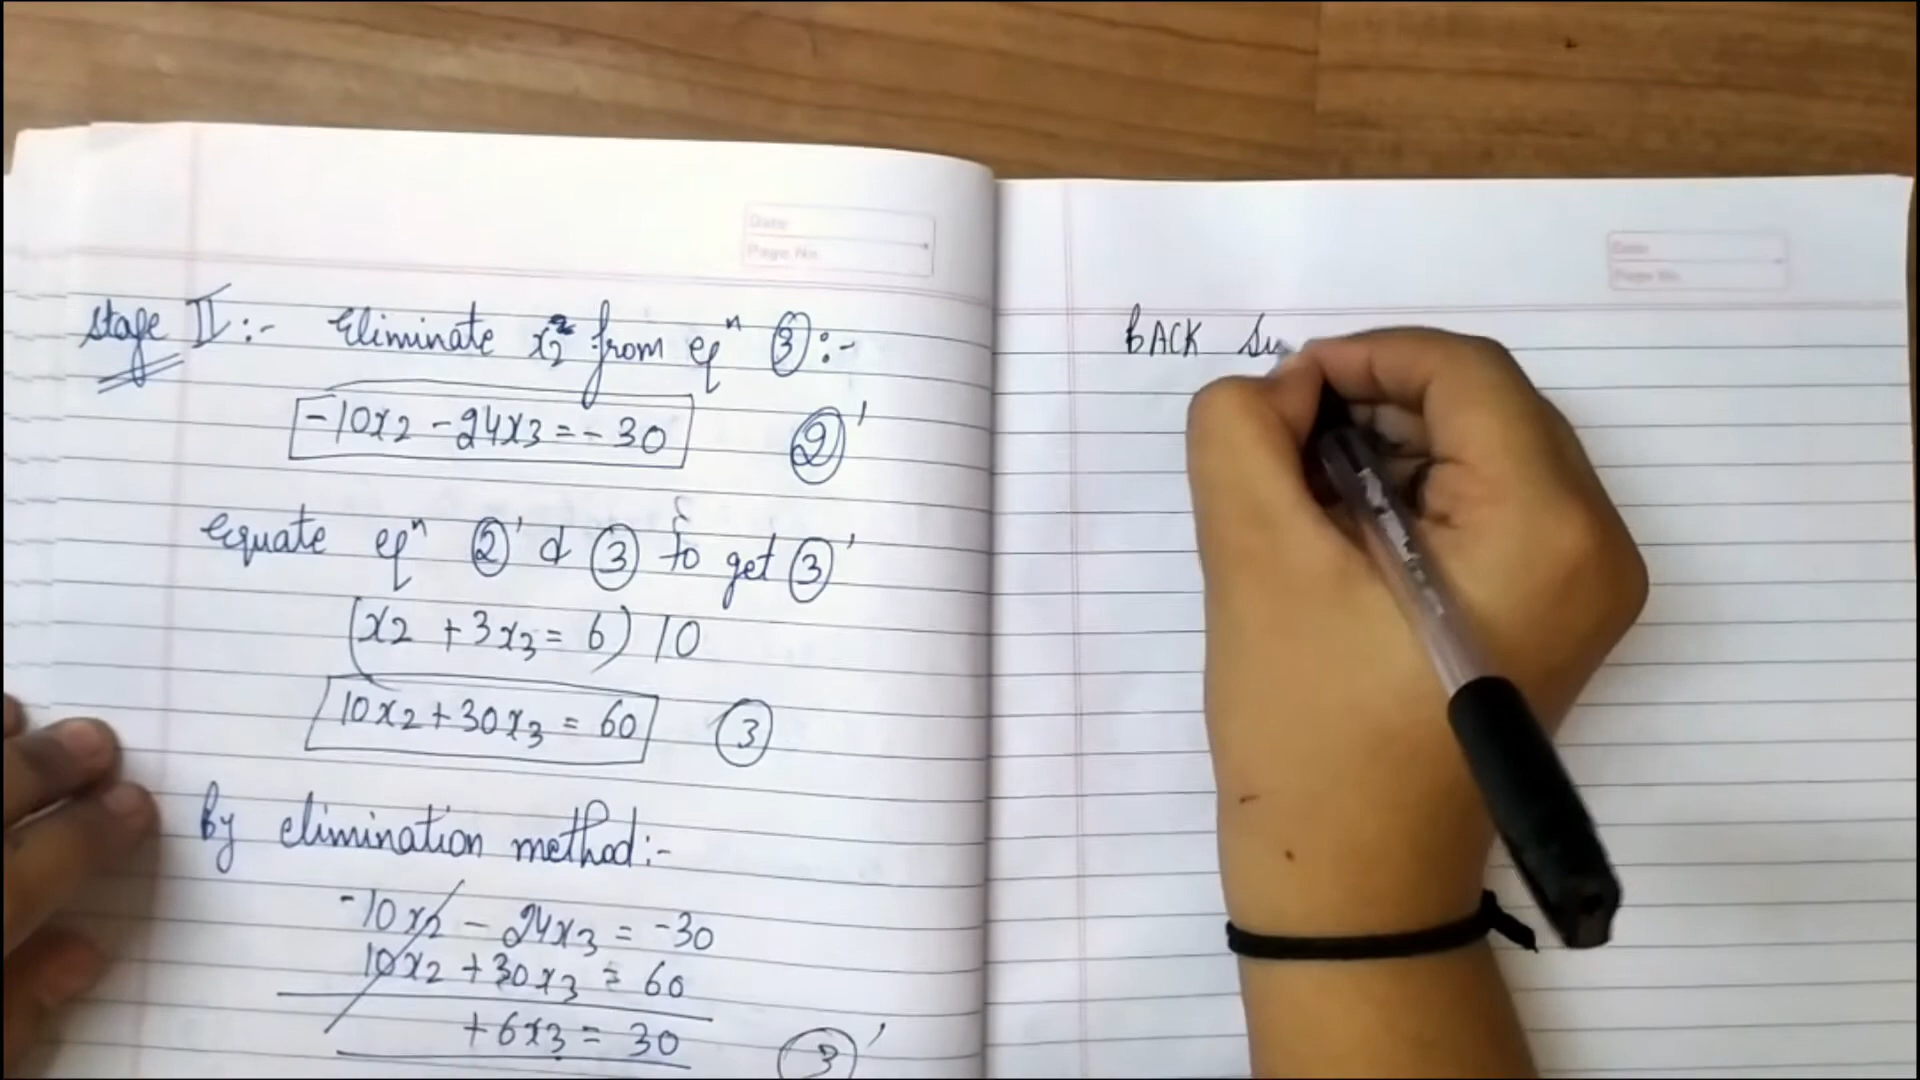 Date
Page No.
Stage II :- Eliminate x2 from eqn 3 :-
-10x2 - 24x3 = -30 2'
Equate eqn 2' & 3 to get 3'
(x2 + 3x3 = 6) 10
10x2 + 30x3 = 60 3
By elimination method :-
-10x2 - 24x3 = -30
10x2 + 30x3 = 60
+6x3 = 30 3'
Date
Page No.
BACK Su